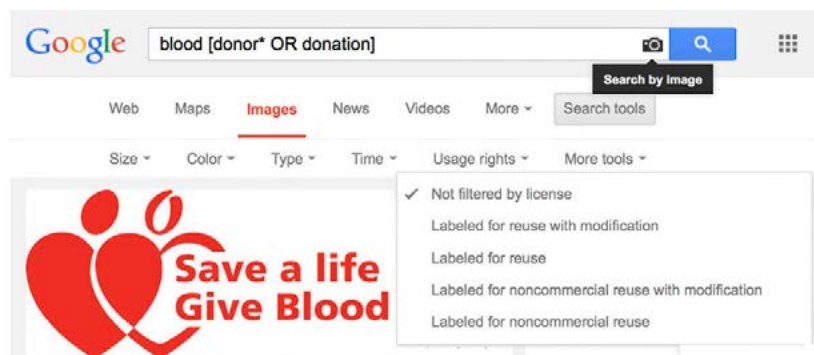 Google blood [donor* OR donation]
Search by image
Web Maps Images News Videos More Search tools
Size Color Type Time Usage rights More tools
Not filtered by license
Labeled for reuse with modification
Labeled for reuse
Labeled for noncommercial reuse with modification
Labeled for noncommercial reuse
Save a life
Give Blood